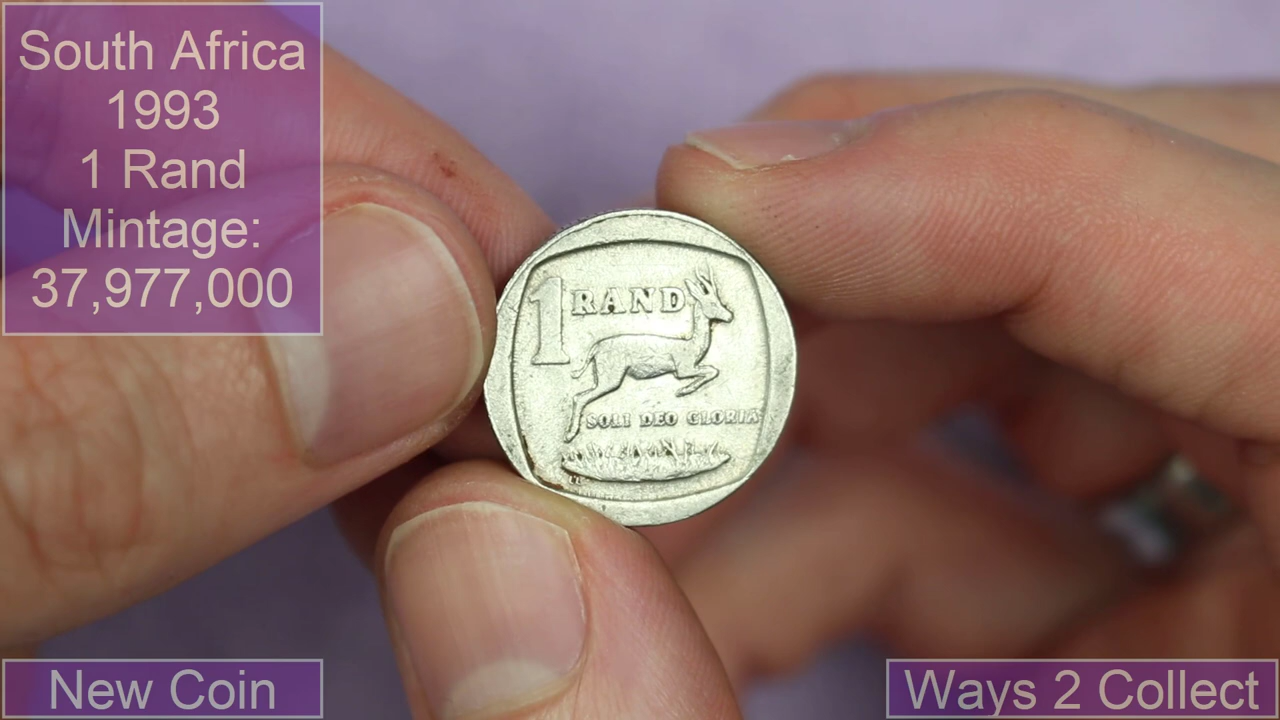 South Africa
1993
1 Rand
Mintage:
37,977,000
1 RAND
SOLI DEO GLORIA
New Coin
Ways 2 Collect